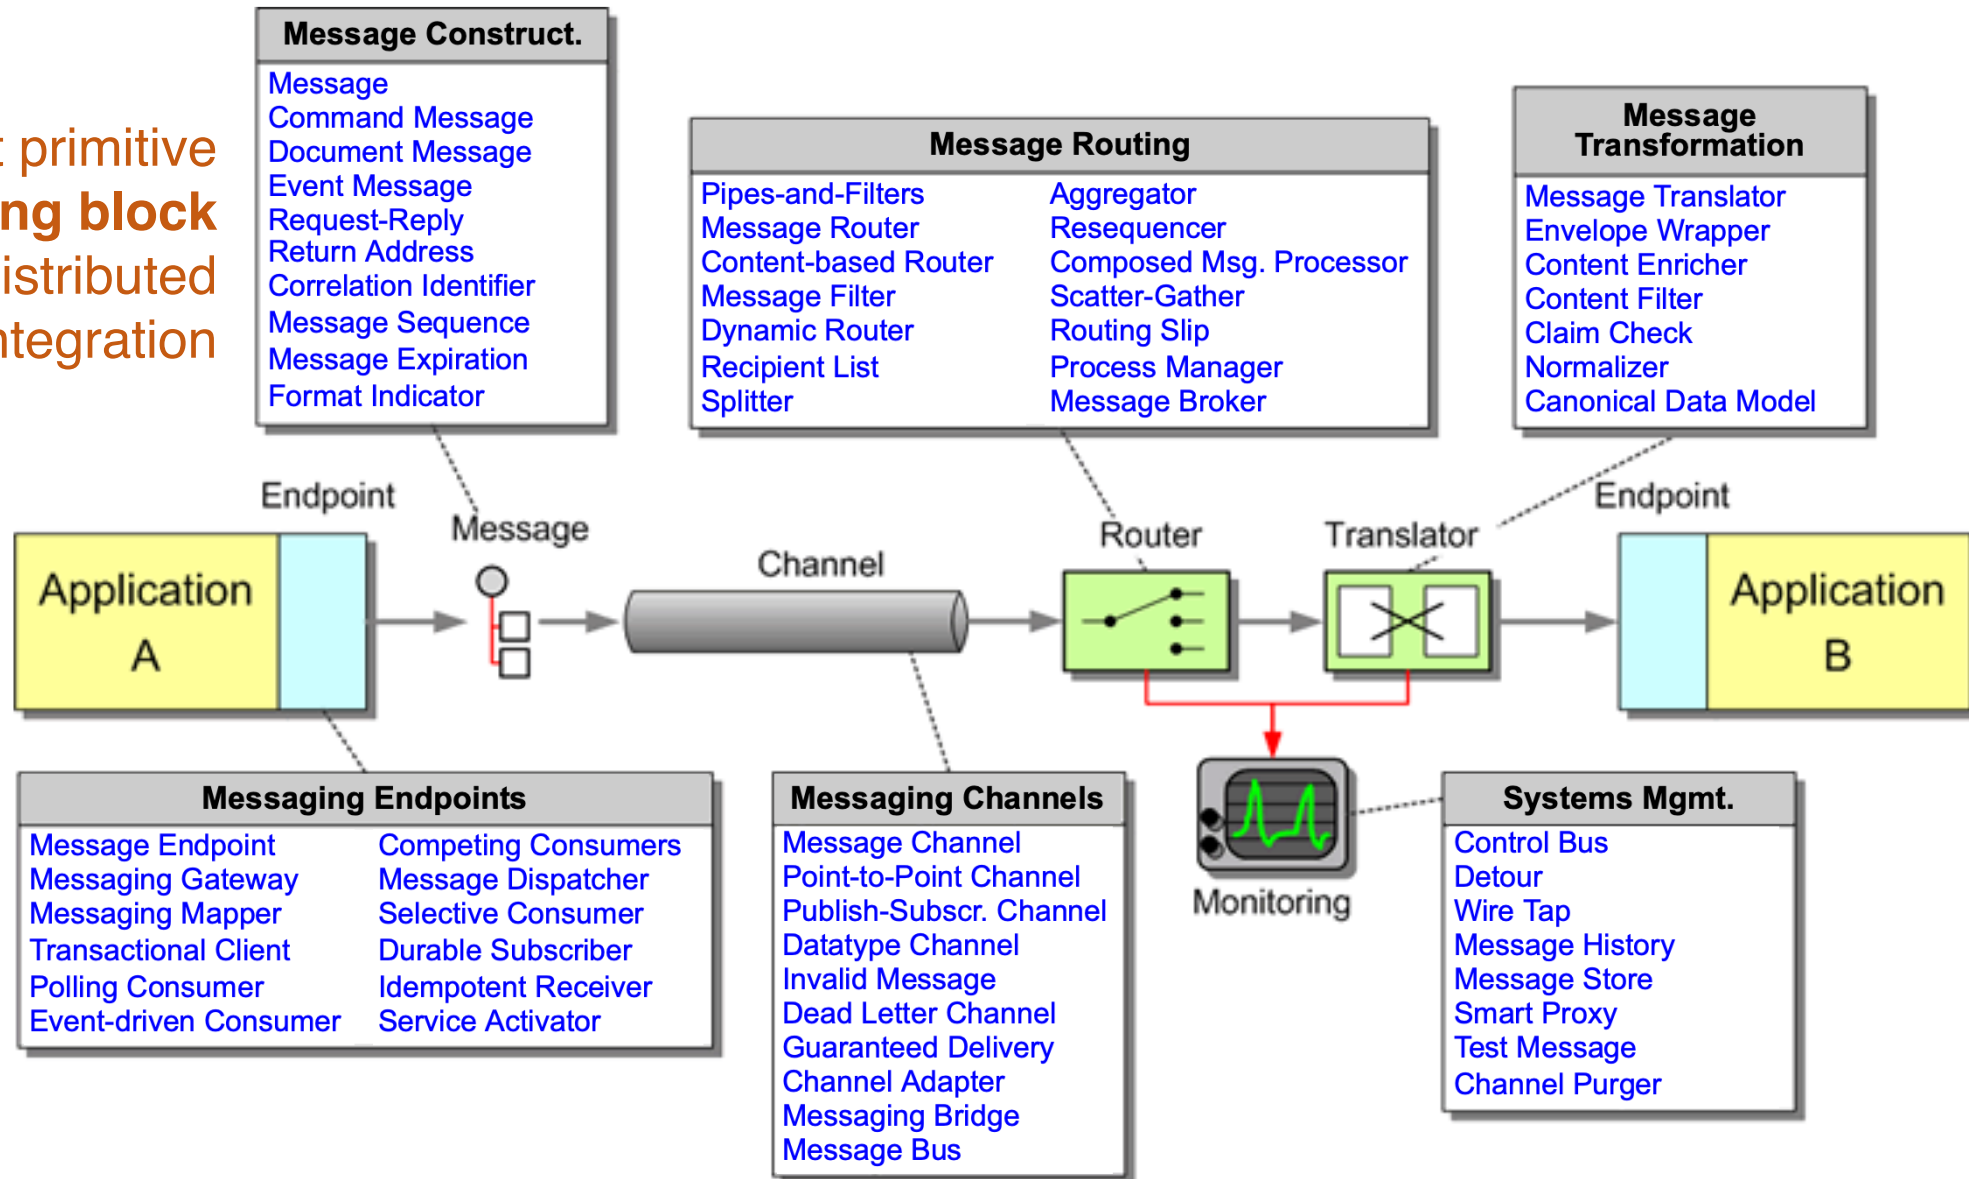 Message Construct.
Message
Command Message
Document Message
Event Message
Request-Reply
Return Address
Correlation Identifier
Message Sequence
Message Expiration
Format Indicator
primitive
block
Message Routing
Pipes-and-Filters
Message Router
Content-based Router
Message Filter
Dynamic Router
Recipient List
Splitter
Aggregator
Resequencer
Composed Msg. Processor
Scatter-Gather
Routing Slip
Process Manager
Message Broker
Message
Transformation
Message Translator
Envelope Wrapper
Content Enricher
Content Filter
Claim Check
Normalizer
Canonical Data Model
Endpoint
Message
Channel
Router
Translator
Endpoint
Application
A
Application
B
Messaging Endpoints
Message Endpoint
Messaging Gateway
Messaging Mapper
Transactional Client
Polling Consumer
Event-driven Consumer
Competing Consumers
Message Dispatcher
Selective Consumer
Durable Subscriber
Idempotent Receiver
Service Activator
Messaging Channels
Message Channel
Point-to-Point Channel
Publish-Subscr. Channel
Datatype Channel
Invalid Message
Dead Letter Channel
Guaranteed Delivery
Channel Adapter
Messaging Bridge
Message Bus
Monitoring
Systems Mgmt.
Control Bus
Detour
Wire Tap
Message History
Message Store
Smart Proxy
Test Message
Channel Purger